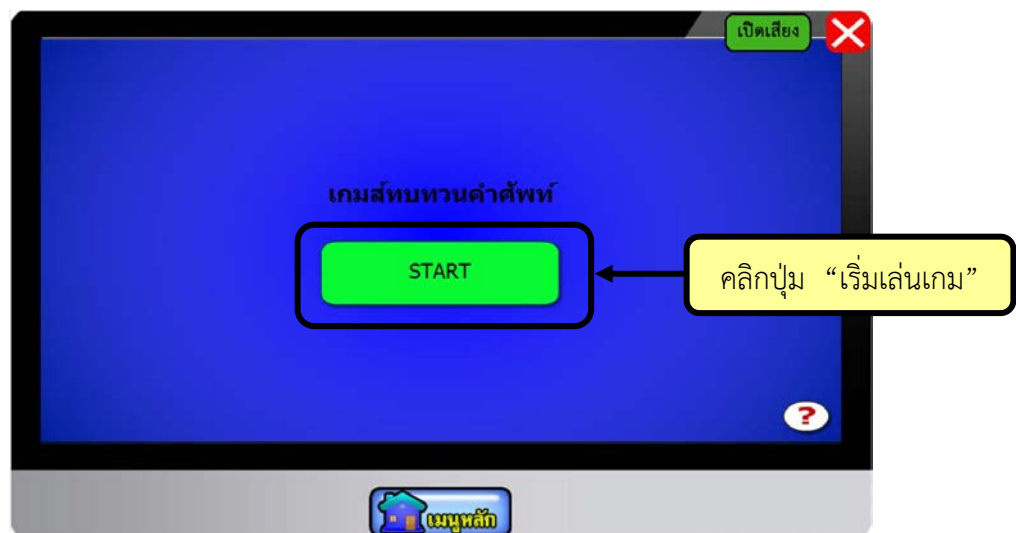 เปิดเสียง
เกมส์ทบทวนคำศัพท์
START
คลิกปุ่ม “เริ่มเล่นเกม”
?
เมนูหลัก